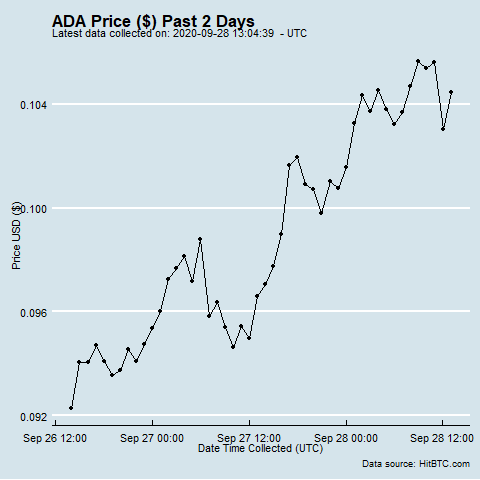 ADA Price ($) Past 2 Days
Latest data collected on: 2020-09-28 13:04:39 - UTC
0.104
0.100
0.096
0.092
Price USD ($)
Sep 26 12:00 Sep 27 00:00 Sep 27 12:00 Sep 28 00:00 Sep 28 12:00
Date Time Collected (UTC)
Data source: HitBTC.com